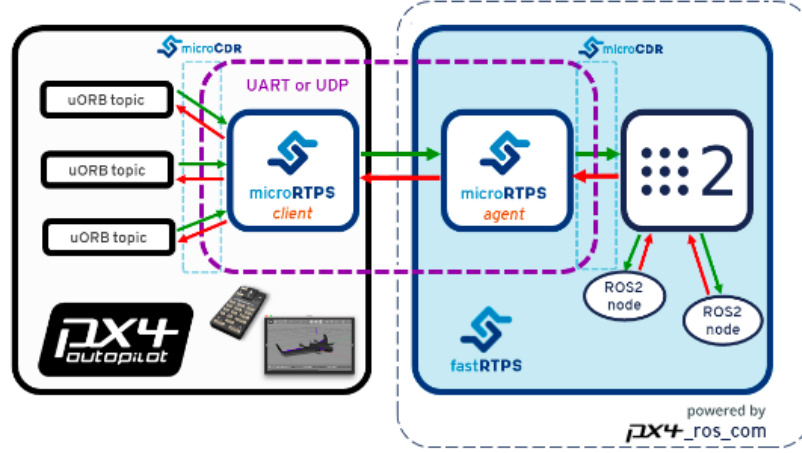 microCDR
UART or UDP
uORB topic
uORB topic
uORB topic
microRTPS
client
px4
autopilot
microCDR
microRTPS
agent
2
ROS2
node
ROS2
node
fastRTPS
powered by
px4_ros_com